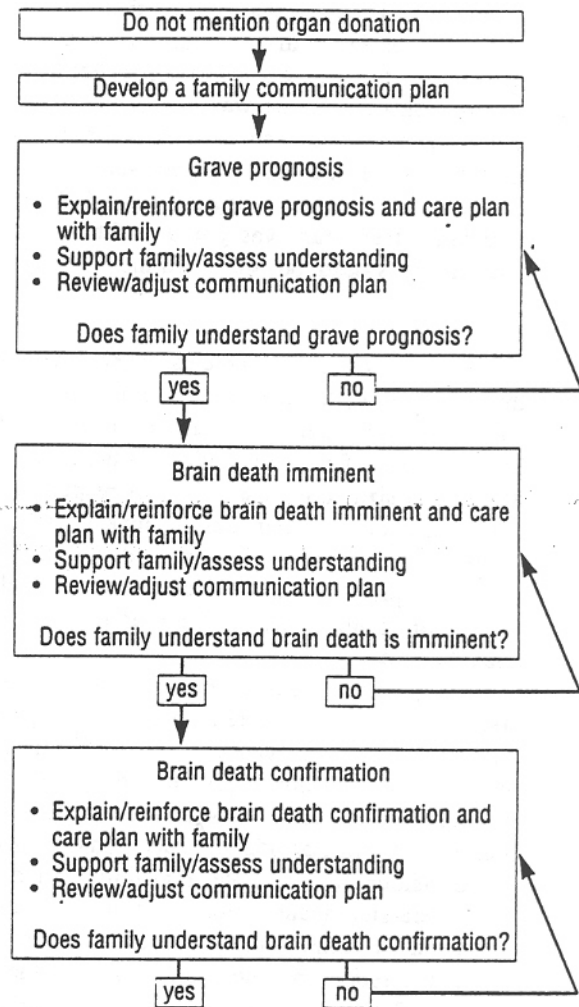 Do not mention organ donation
Develop a family communication plan
Grave prognosis
• Explain/reinforce grave prognosis and care plan
with family
• Support family/assess understanding
• Review/adjust communication plan
Does family understand grave prognosis?
yes
no
Brain death imminent
• Explain/reinforce brain death imminent and care
plan with family
• Support family/assess understanding
• Review/adjust communication plan
Does family understand brain death is imminent?
yes
no
Brain death confirmation
• Explain/reinforce brain death confirmation and
care plan with family
• Support family/assess understanding
• Review/adjust communication plan
Does family understand brain death confirmation?
yes
no